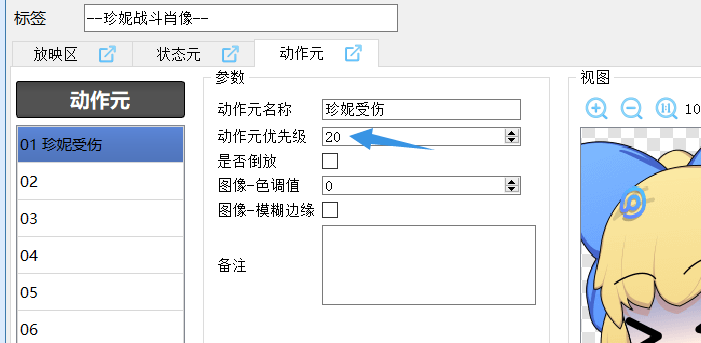 标签 --珍妮战斗肖像--
放映区 状态元 动作元
动作元
01 珍妮受伤
02
03
04
05
06
参数
动作元名称 珍妮受伤
动作元优先级 20
是否倒放
图像-色调值 0
图像-模糊边缘
备注
视图
1:1 10